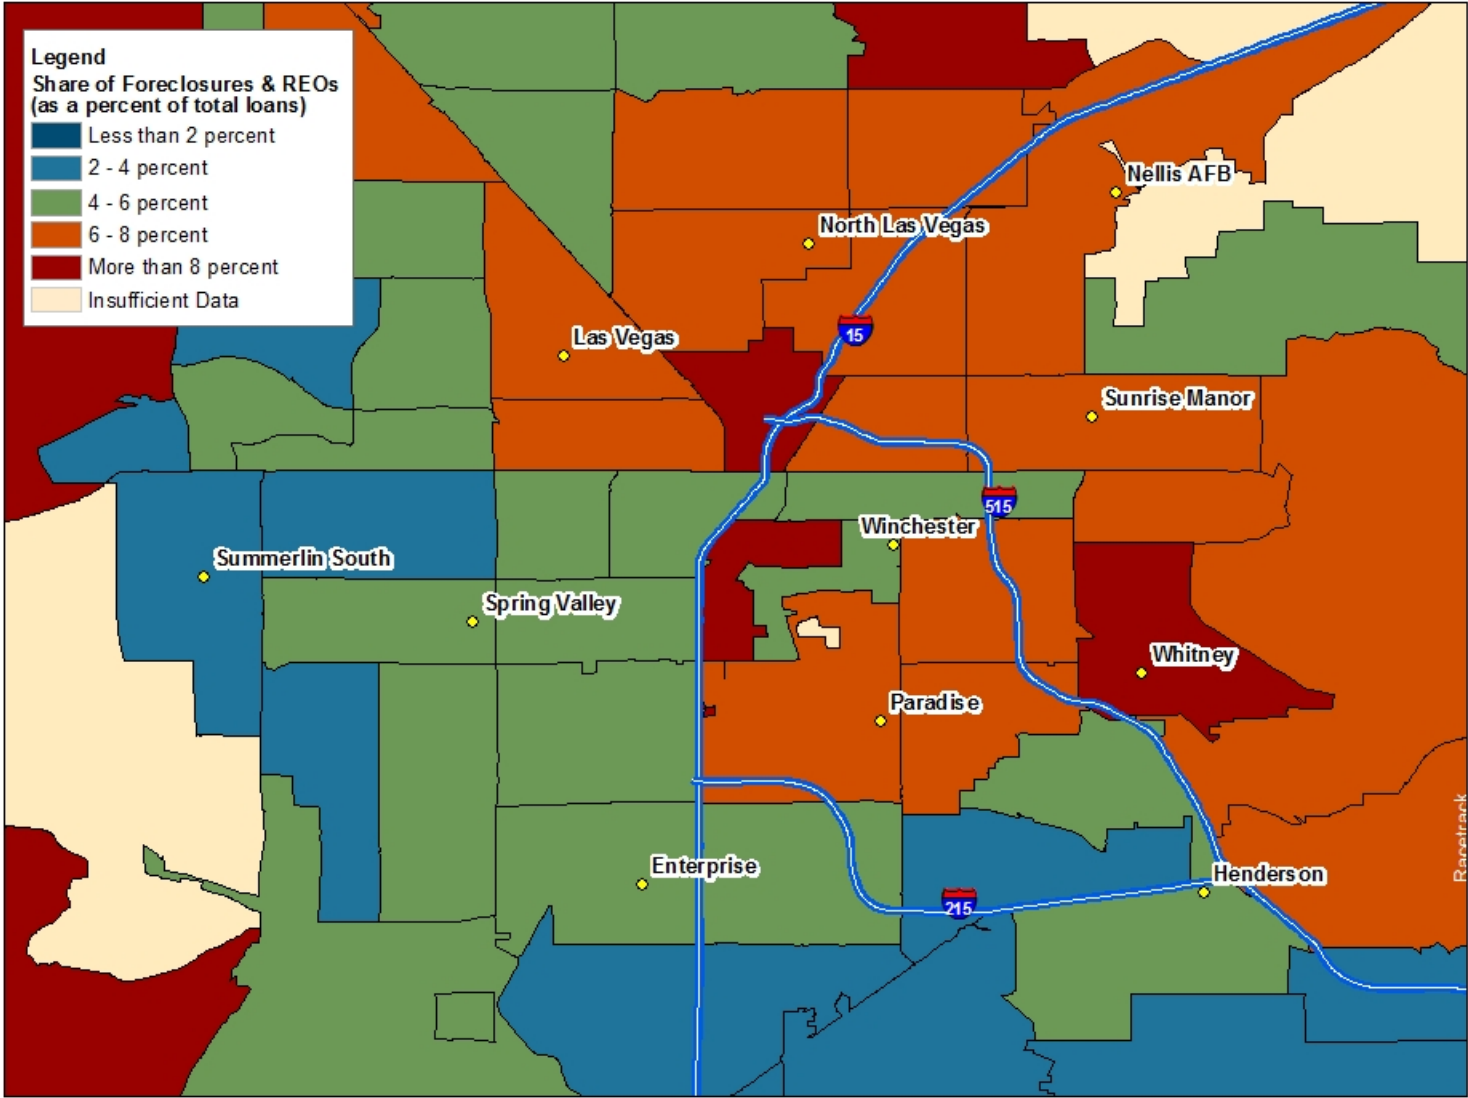 Legend
Share of Foreclosures & REOs
(as a percent of total loans)
Less than 2 percent
2 - 4 percent
4 - 6 percent
6 - 8 percent
More than 8 percent
Insufficient Data
Nellis AFB
North Las Vegas
15
Las Vegas
Sunrise Manor
515
Winchester
Summerlin South
Spring Valley
Whitney
Paradise
Racetrack
Enterprise
Henderson
215